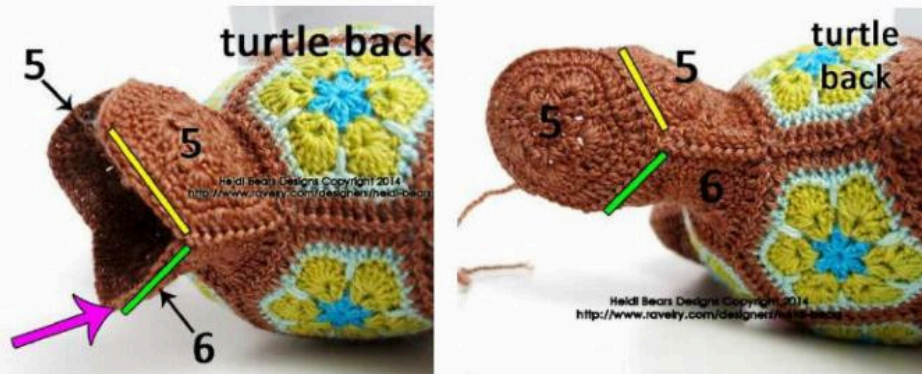 turtle back
5
5
Heidi Bears Designs Copyright 2014
http://www.ravelry.com/designers/heidi-bears
6
turtle
back
5
5
6
Heidi Bears Designs Copyright 2014
http://www.ravelry.com/designers/heidi-bears